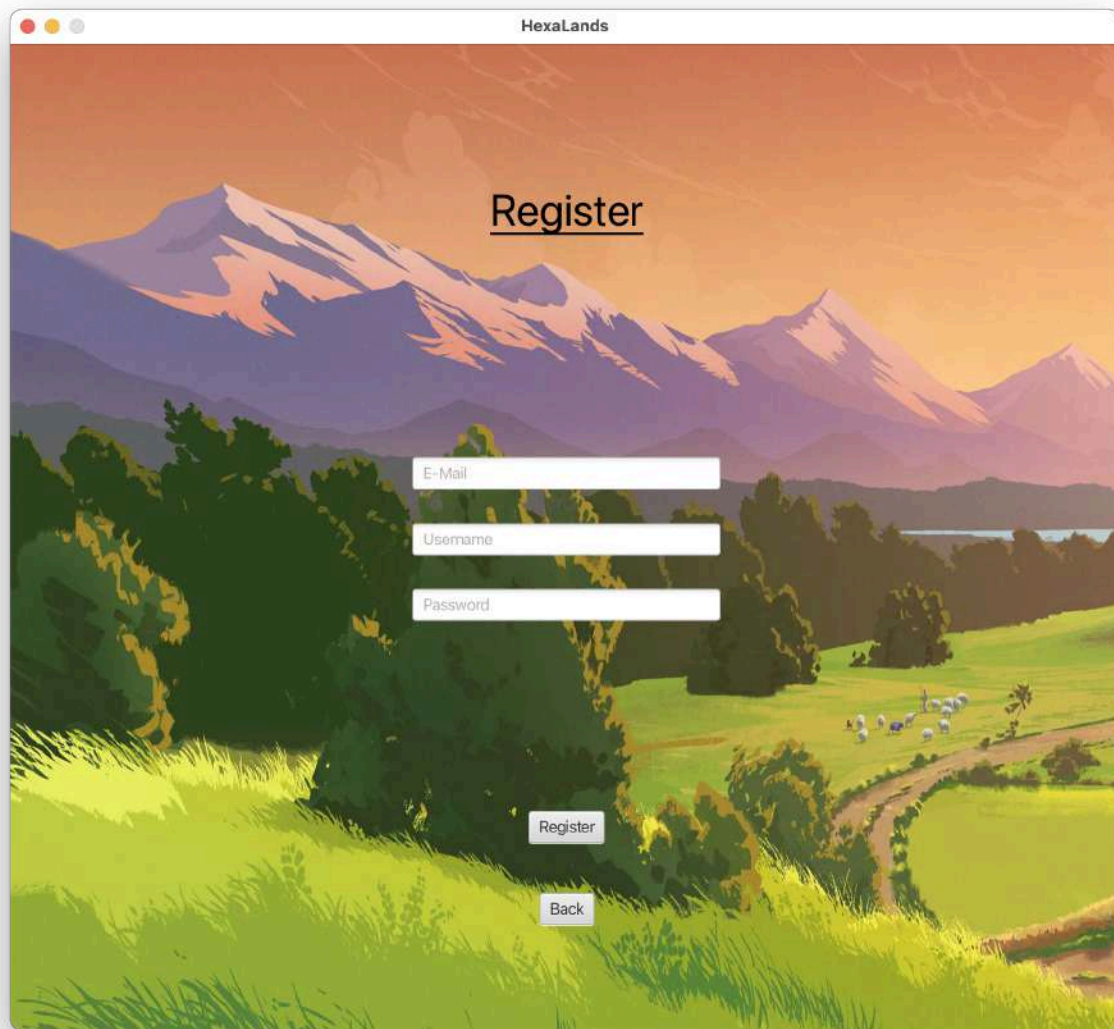 HexaLands
Register
E-Mail
Username
Password
Register
Back